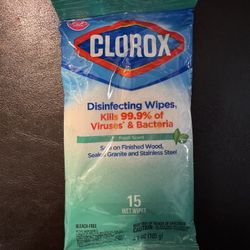 CLOROX
Disinfecting Wipes,
Kills 99.9% of
Viruses* & Bacteria
Fresh Scent
Safe on Finished Wood,
Sealed Granite and Stainless Steel
15
WET WIPES
BLEACH-FREE